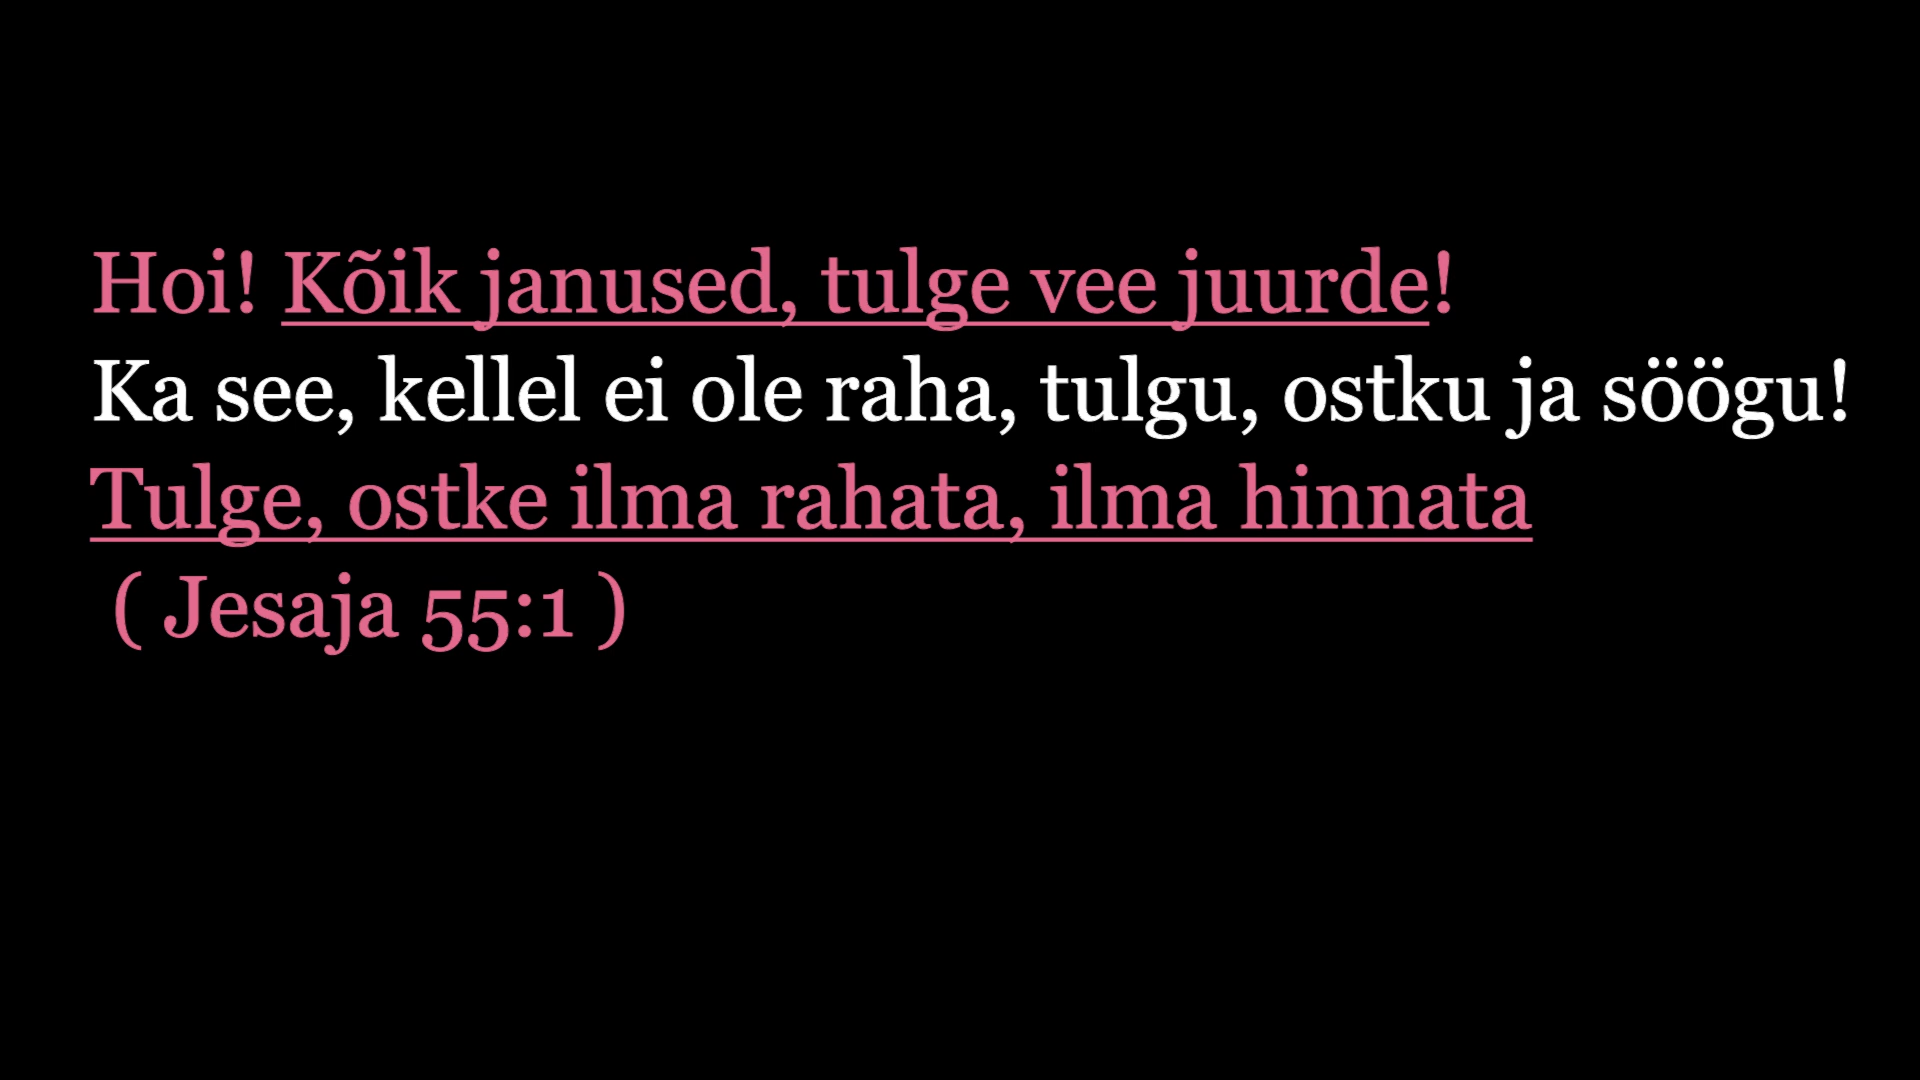 Hoi! Kõik janused, tulge vee juurde!
Ka see, kellel ei ole raha, tulgu, ostku ja söögu!
Tulge, ostke ilma rahata, ilma hinnata
( Jesaja 55:1 )